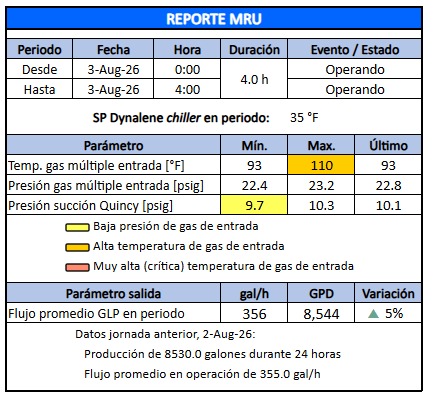 REPORTE MRU
Periodo Fecha Hora Duración Evento / Estado
Desde 3-Aug-26 0:00 4.0 h Operando
Hasta 3-Aug-26 4:00 Operando
SP Dynalene chiller en periodo: 35 °F
Parámetro Mín. Max. Último
Temp. gas múltiple entrada [°F] 93 110 93
Presión gas múltiple entrada [psig] 22.4 23.2 22.8
Presión succión Quincy [psig] 9.7 10.3 10.1
Baja presión de gas de entrada
Alta temperatura de gas de entrada
Muy alta (crítica) temperatura de gas de entrada
Parámetro salida gal/h GPD Variación
Flujo promedio GLP en periodo 356 8,544 ▲ 5%
Datos jornada anterior, 2-Aug-26:
Producción de 8530.0 galones durante 24 horas
Flujo promedio en operación de 355.0 gal/h